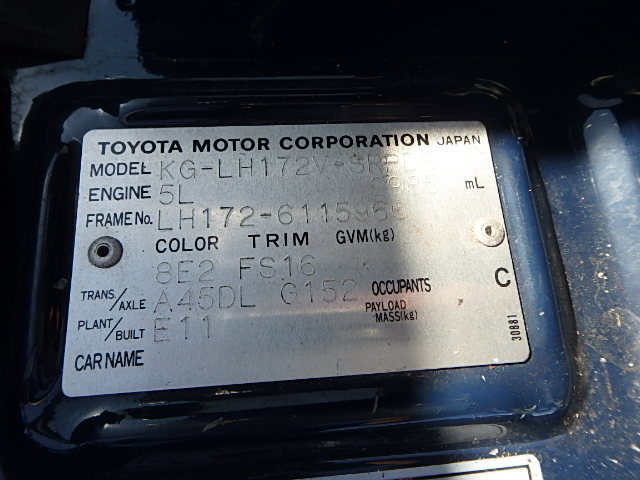 TOYOTA MOTOR CORPORATION JAPAN
MODEL
ENGINE 5L mL
FRAME No.
COLOR TRIM GVM(kg)
8E2 FS16
TRANS/AXLE A45DL G152 OCCUPANTS
PAYLOAD MASS(kg)
C
PLANT/BUILT E11
CAR NAME
30881